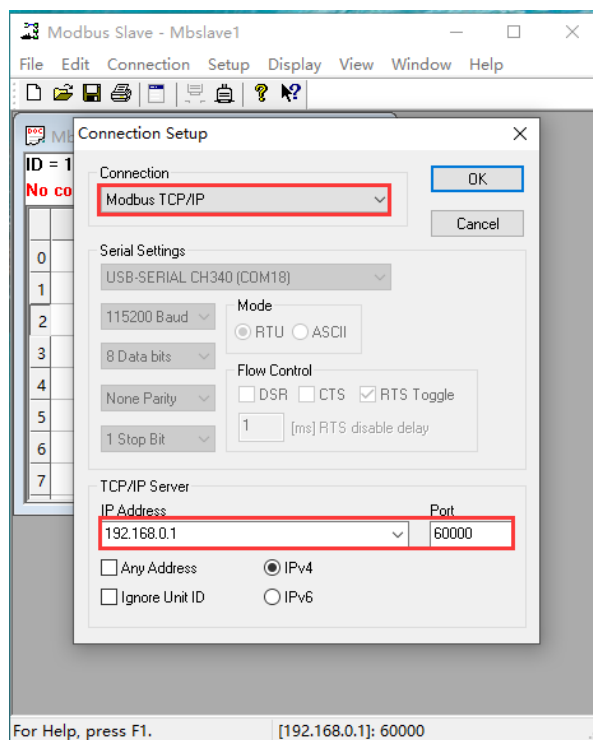 Modbus Slave - Mbslave1
File Edit Connection Setup Display View Window Help
Connection Setup
ID = 1
No co
Connection
Modbus TCP/IP
OK
Cancel
Serial Settings
USB-SERIAL CH340 (COM18)
115200 Baud
Mode
RTU ASCII
8 Data bits
Flow Control
DSR CTS RTS Toggle
None Parity
1 [ms] RTS disable delay
1 Stop Bit
0
1
2
3
4
5
6
7
TCP/IP Server
IP Address Port
192.168.0.1 60000
Any Address IPv4
Ignore Unit ID IPv6
For Help, press F1. [192.168.0.1]: 60000